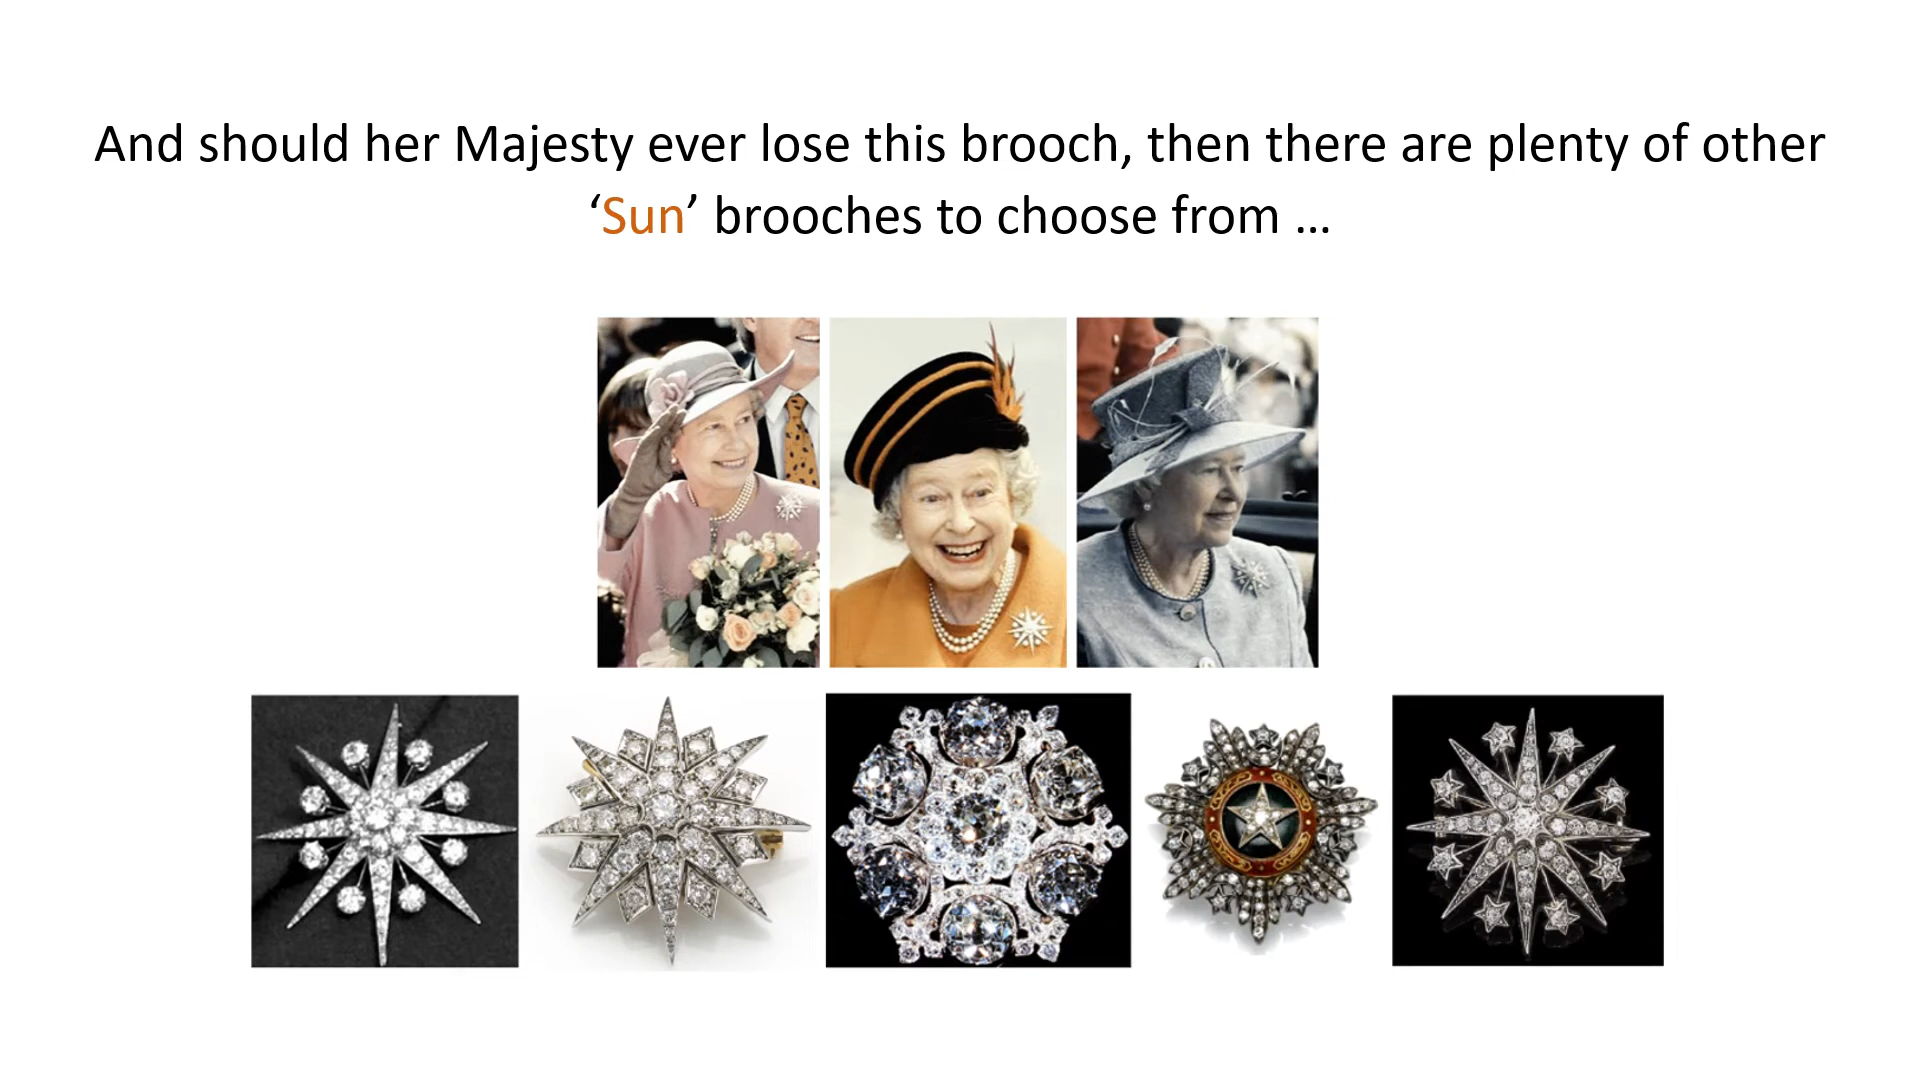 And should her Majesty ever lose this brooch, then there are plenty of other
‘Sun’ brooches to choose from …